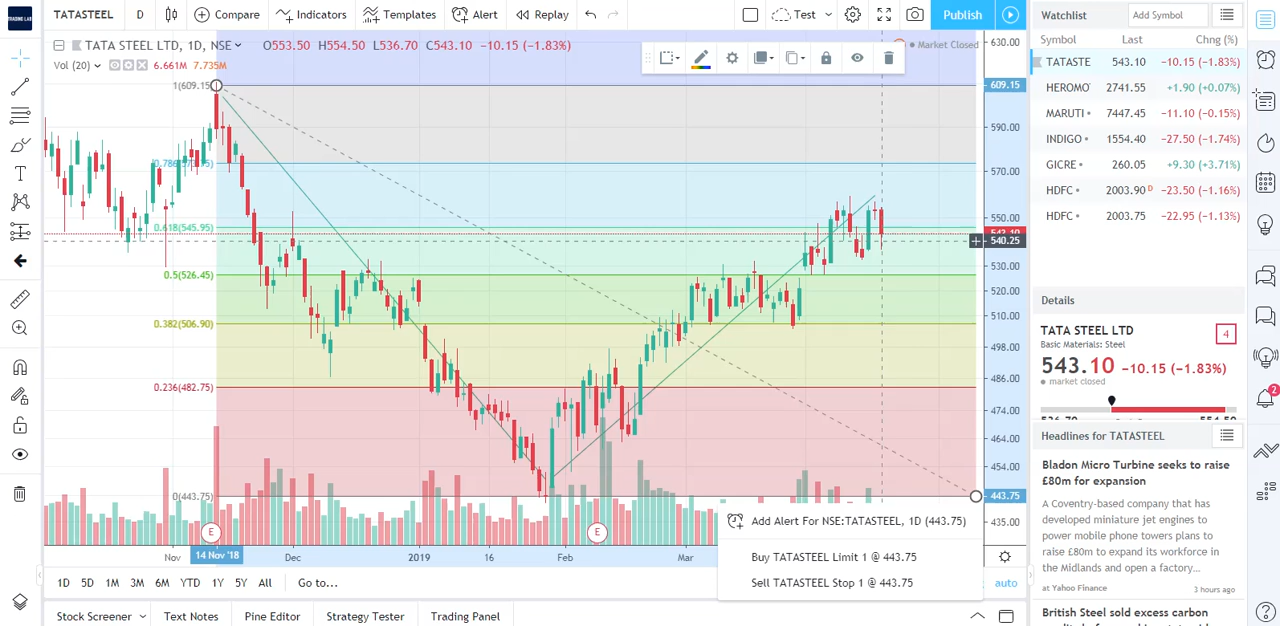 TRADING LAB
TATASTEEL D Compare Indicators Templates Alert Replay Test Publish
TATA STEEL LTD, 1D, NSE O553.50 H554.50 L536.70 C543.10 −10.15 (−1.83%)
Vol (20) 6.661M 7.735M
Market Closed
1(609.15)
0.618(545.95)
0.5(526.45)
0.382(506.90)
0.236(482.75)
0(443.75)
630.00
609.15
590.00
570.00
550.00
540.25
530.00
520.00
510.00
498.00
486.00
474.00
464.00
454.00
443.75
435.00
E E
Nov 14 Nov '18 Dec 2019 16 Feb Mar
Add Alert For NSE:TATASTEEL, 1D (443.75)
Buy TATASTEEL Limit 1 @ 443.75
Sell TATASTEEL Stop 1 @ 443.75
1D 5D 1M 3M 6M YTD 1Y 5Y All Go to...
auto
Stock Screener Text Notes Pine Editor Strategy Tester Trading Panel
Watchlist Add Symbol
Symbol Last Chng (%)
TATASTE 543.10 −10.15 (−1.83%)
HEROMO 2741.55 +1.90 (+0.07%)
MARUTI 7447.45 −11.10 (−0.15%)
INDIGO 1554.40 −27.50 (−1.74%)
GICRE 260.05 +9.30 (+3.71%)
HDFC 2003.90 D −23.50 (−1.16%)
HDFC 2003.75 −22.95 (−1.13%)
Details
TATA STEEL LTD 4
Basic Materials: Steel
543.10 −10.15 (−1.83%)
market closed
Headlines for TATASTEEL
Bladon Micro Turbine seeks to raise
£80m for expansion
A Coventry-based company that has
developed miniature jet engines to
power mobile phone towers plans to
raise £80m to expand its workforce in
the Midlands and open a factory...
at Yahoo Finance 3 hours ago
British Steel sold excess carbon
2